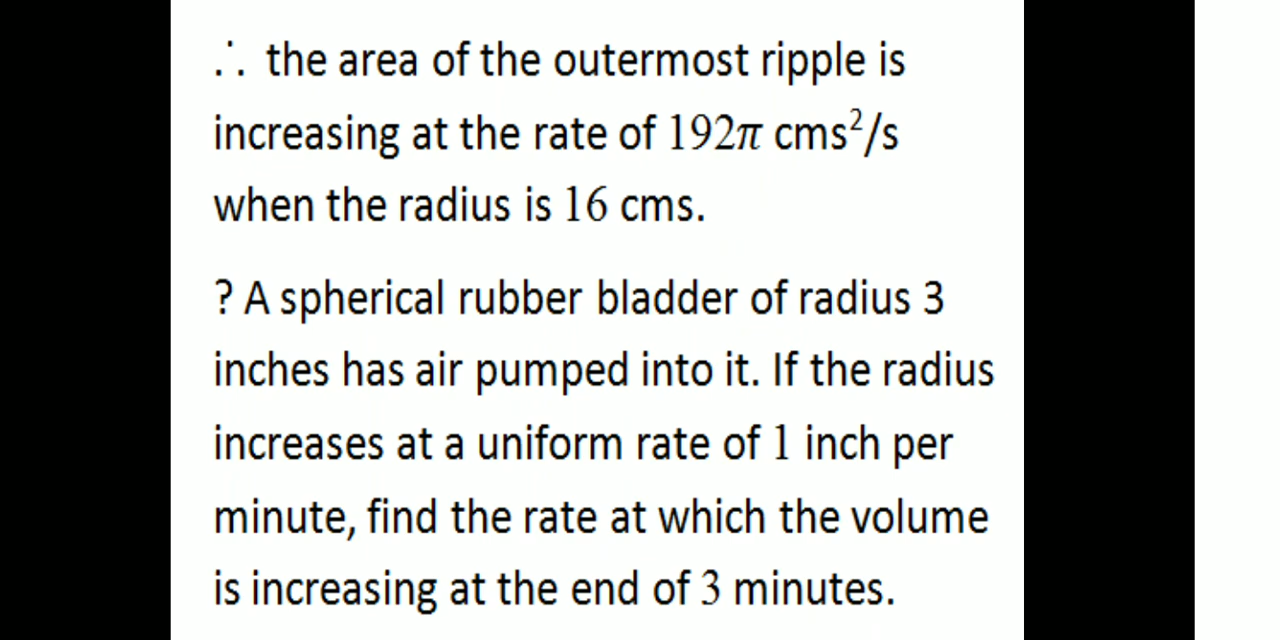 ∴ the area of the outermost ripple is
increasing at the rate of 192π cms²/s
when the radius is 16 cms.
? A spherical rubber bladder of radius 3
inches has air pumped into it. If the radius
increases at a uniform rate of 1 inch per
minute, find the rate at which the volume
is increasing at the end of 3 minutes.